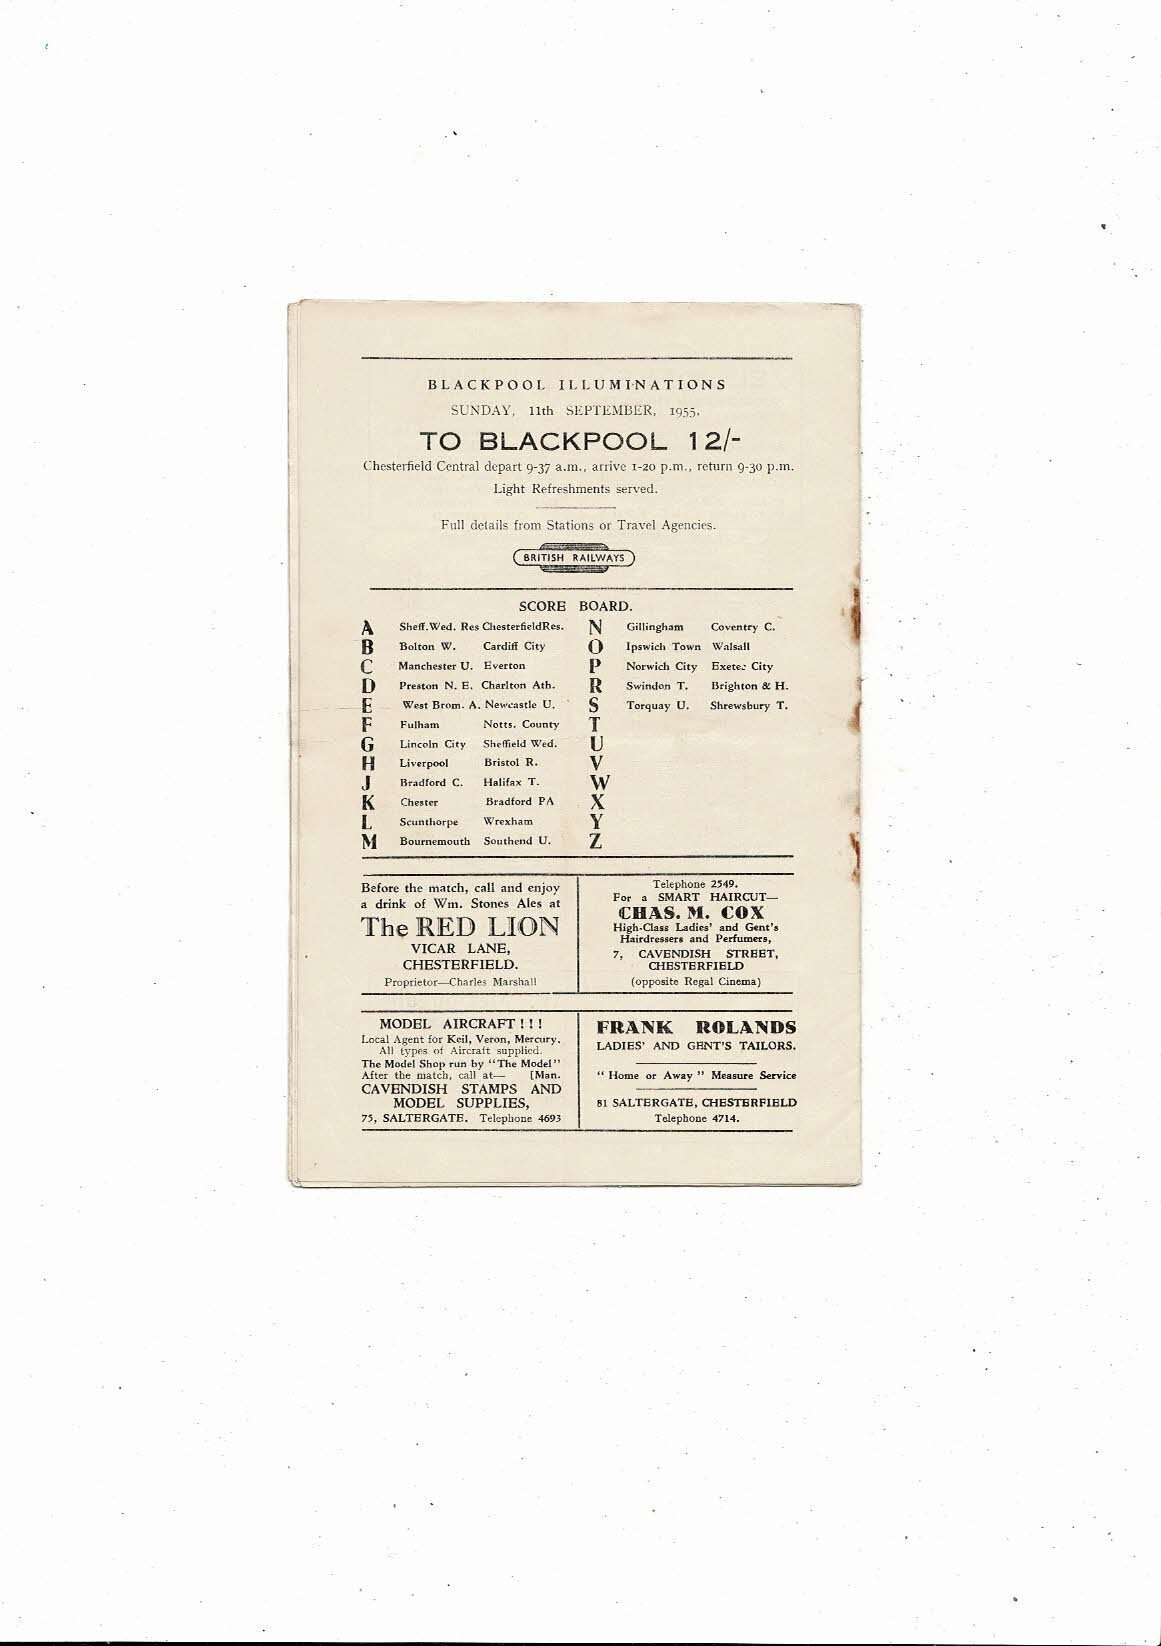 BLACKPOOL ILLUMINATIONS
SUNDAY, 11th SEPTEMBER, 1955,
TO BLACKPOOL 12/-
Chesterfield Central depart 9-37 a.m., arrive 1-20 p.m., return 9-30 p.m.
Light Refreshments served.
Full details from Stations or Travel Agencies.
BRITISH RAILWAYS
SCORE BOARD.
A Sheff.Wed. Res ChesterfieldRes.
B Bolton W. Cardiff City
C Manchester U. Everton
D Preston N. E. Charlton Ath.
E West Brom. A. Newcastle U.
F Fulham Notts. County
G Lincoln City Sheffield Wed.
H Liverpool Bristol R.
J Bradford C. Halifax T.
K Chester Bradford PA
L Scunthorpe Wrexham
M Bournemouth Southend U.
N Gillingham Coventry C.
O Ipswich Town Walsall
P Norwich City Exeter City
R Swindon T. Brighton & H.
S Torquay U. Shrewsbury T.
T
U
V
W
X
Y
Z
Before the match, call and enjoy
a drink of Wm. Stones Ales at
The RED LION
VICAR LANE,
CHESTERFIELD.
Proprietor—Charles Marshall
Telephone 2549.
For a SMART HAIRCUT—
CHAS. M. COX
High-Class Ladies' and Gent's
Hairdressers and Perfumers,
7, CAVENDISH STREET,
CHESTERFIELD
(opposite Regal Cinema)
MODEL AIRCRAFT ! ! !
Local Agent for Keil, Veron, Mercury.
All types of Aircraft supplied.
The Model Shop run by "The Model"
After the match, call at— [Man.
CAVENDISH STAMPS AND
MODEL SUPPLIES,
75, SALTERGATE. Telephone 4693
FRANK ROLANDS
LADIES' AND GENT'S TAILORS.
" Home or Away " Measure Service
81 SALTERGATE, CHESTERFIELD
Telephone 4714.